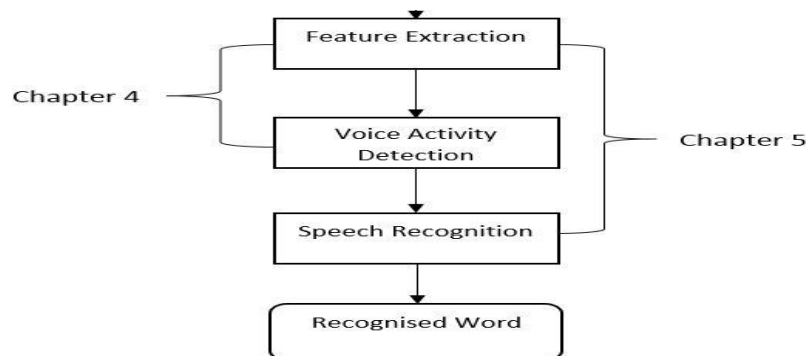 Feature Extraction
Chapter 4
Voice Activity
Detection
Chapter 5
Speech Recognition
Recognised Word